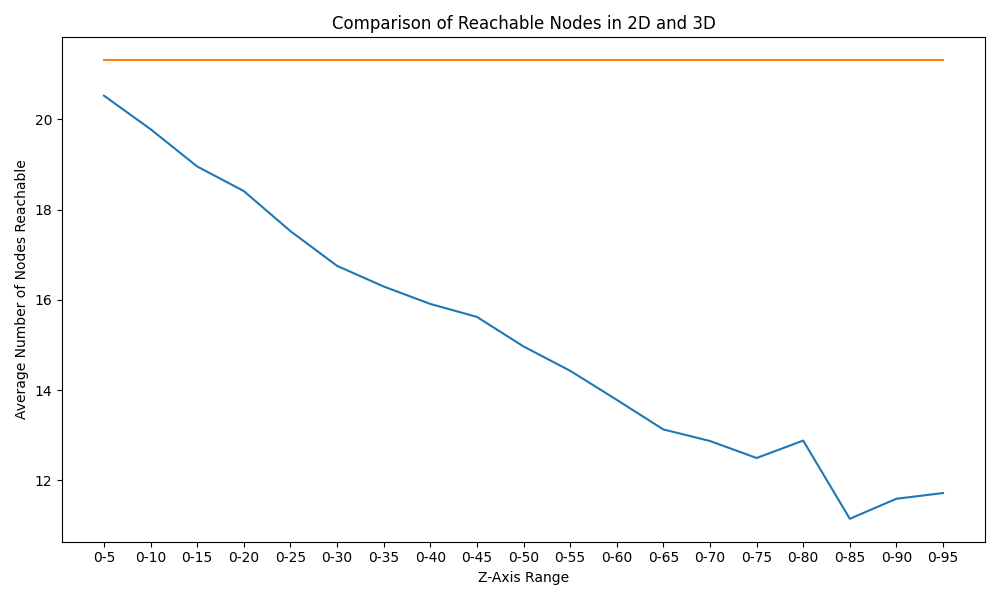 Comparison of Reachable Nodes in 2D and 3D
Average Number of Nodes Reachable
20
18
16
14
12
0-5 0-10 0-15 0-20 0-25 0-30 0-35 0-40 0-45 0-50 0-55 0-60 0-65 0-70 0-75 0-80 0-85 0-90 0-95
Z-Axis Range